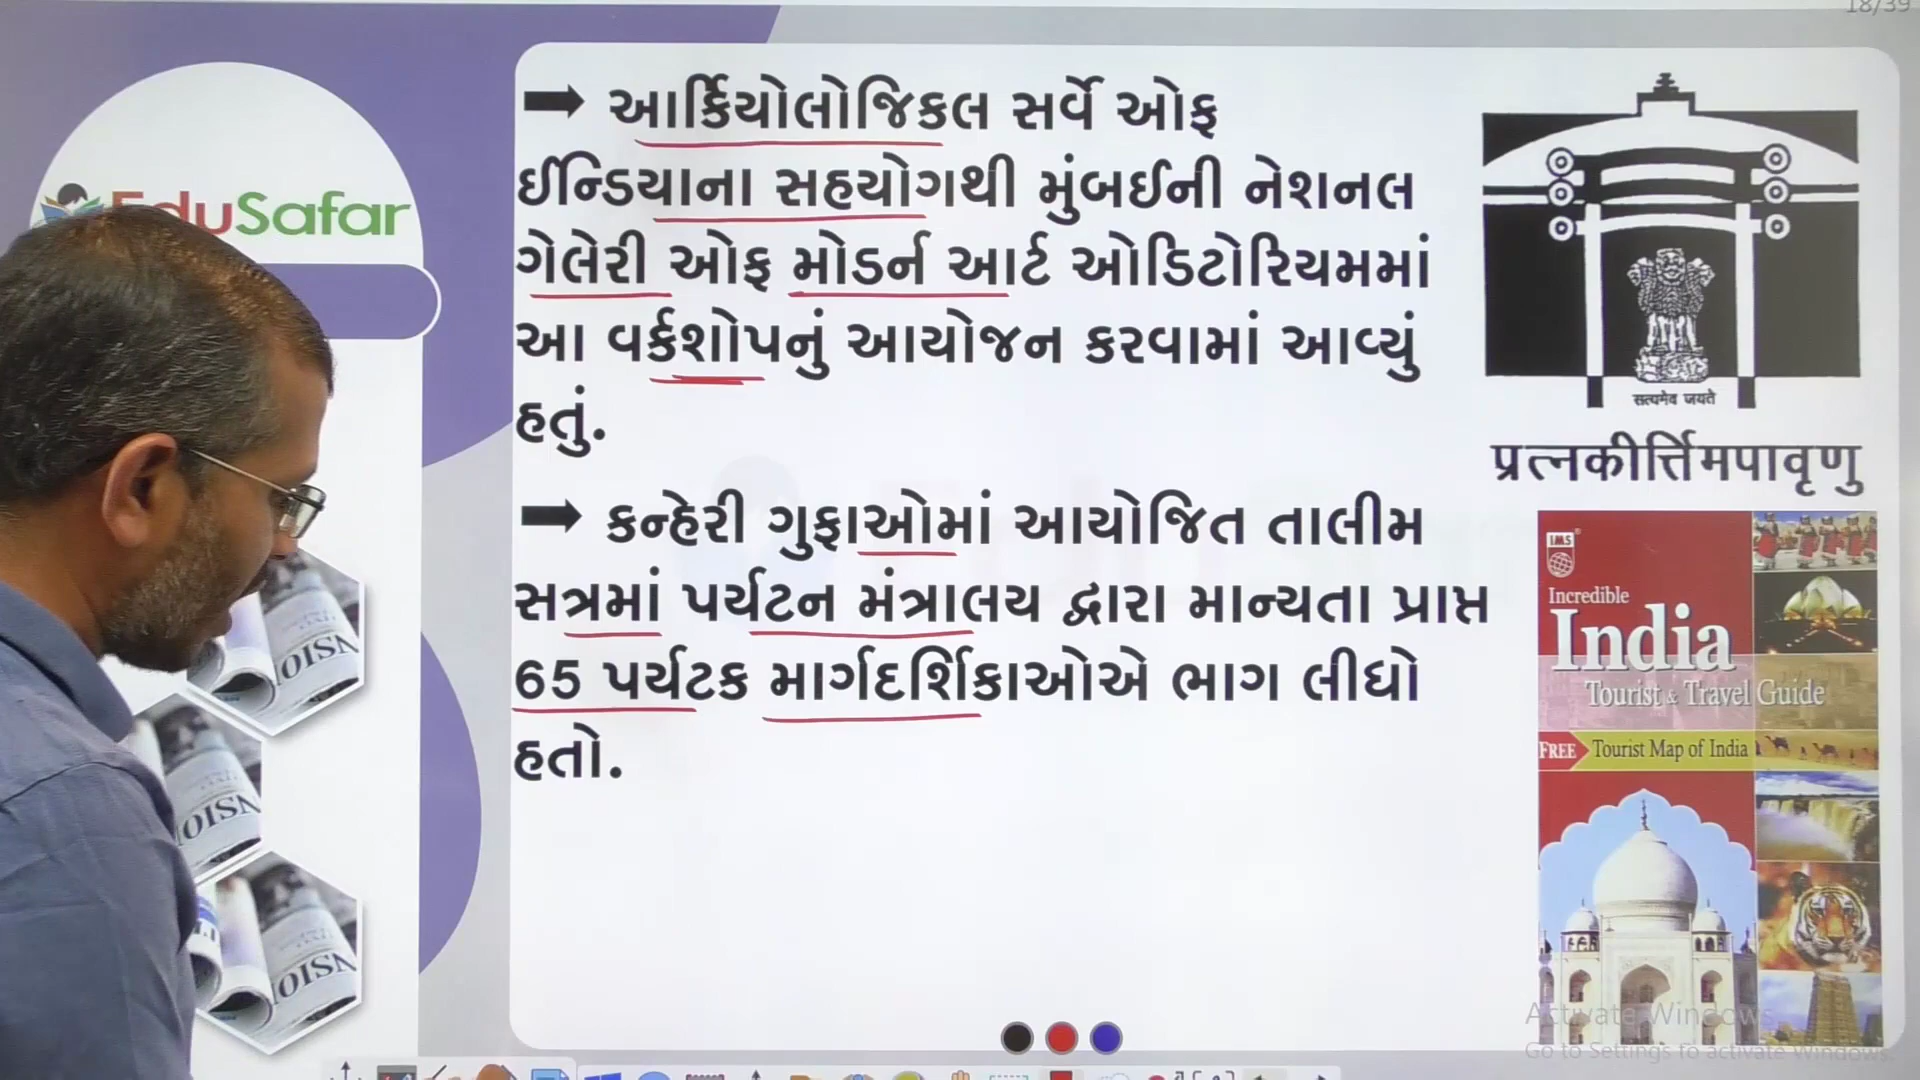 18/39
EduSafar
➡ આર્કિયોલોજિકલ સર્વે ઓફ
ઈન્ડિયાના સહયોગથી મુંબઈની નેશનલ
ગેલેરી ઓફ મોડર્ન આર્ટ ઓડિટોરિયમમાં
આ વર્કશોપનું આયોજન કરવામાં આવ્યું
હતું.
➡ કન્હેરી ગુફાઓમાં આયોજિત તાલીમ
સત્રમાં પર્યટન મંત્રાલય દ્વારા માન્યતા પ્રાપ્ત
65 પર્યટક માર્ગદર્શિકાઓએ ભાગ લીધો
હતો.
सत्यमेव जयते
प्रत्नकीर्त्तिमपावृणु
IMS
Incredible
India
Tourist & Travel Guide
FREE Tourist Map of India
Activate Windows
Go to Settings to activate Windows.